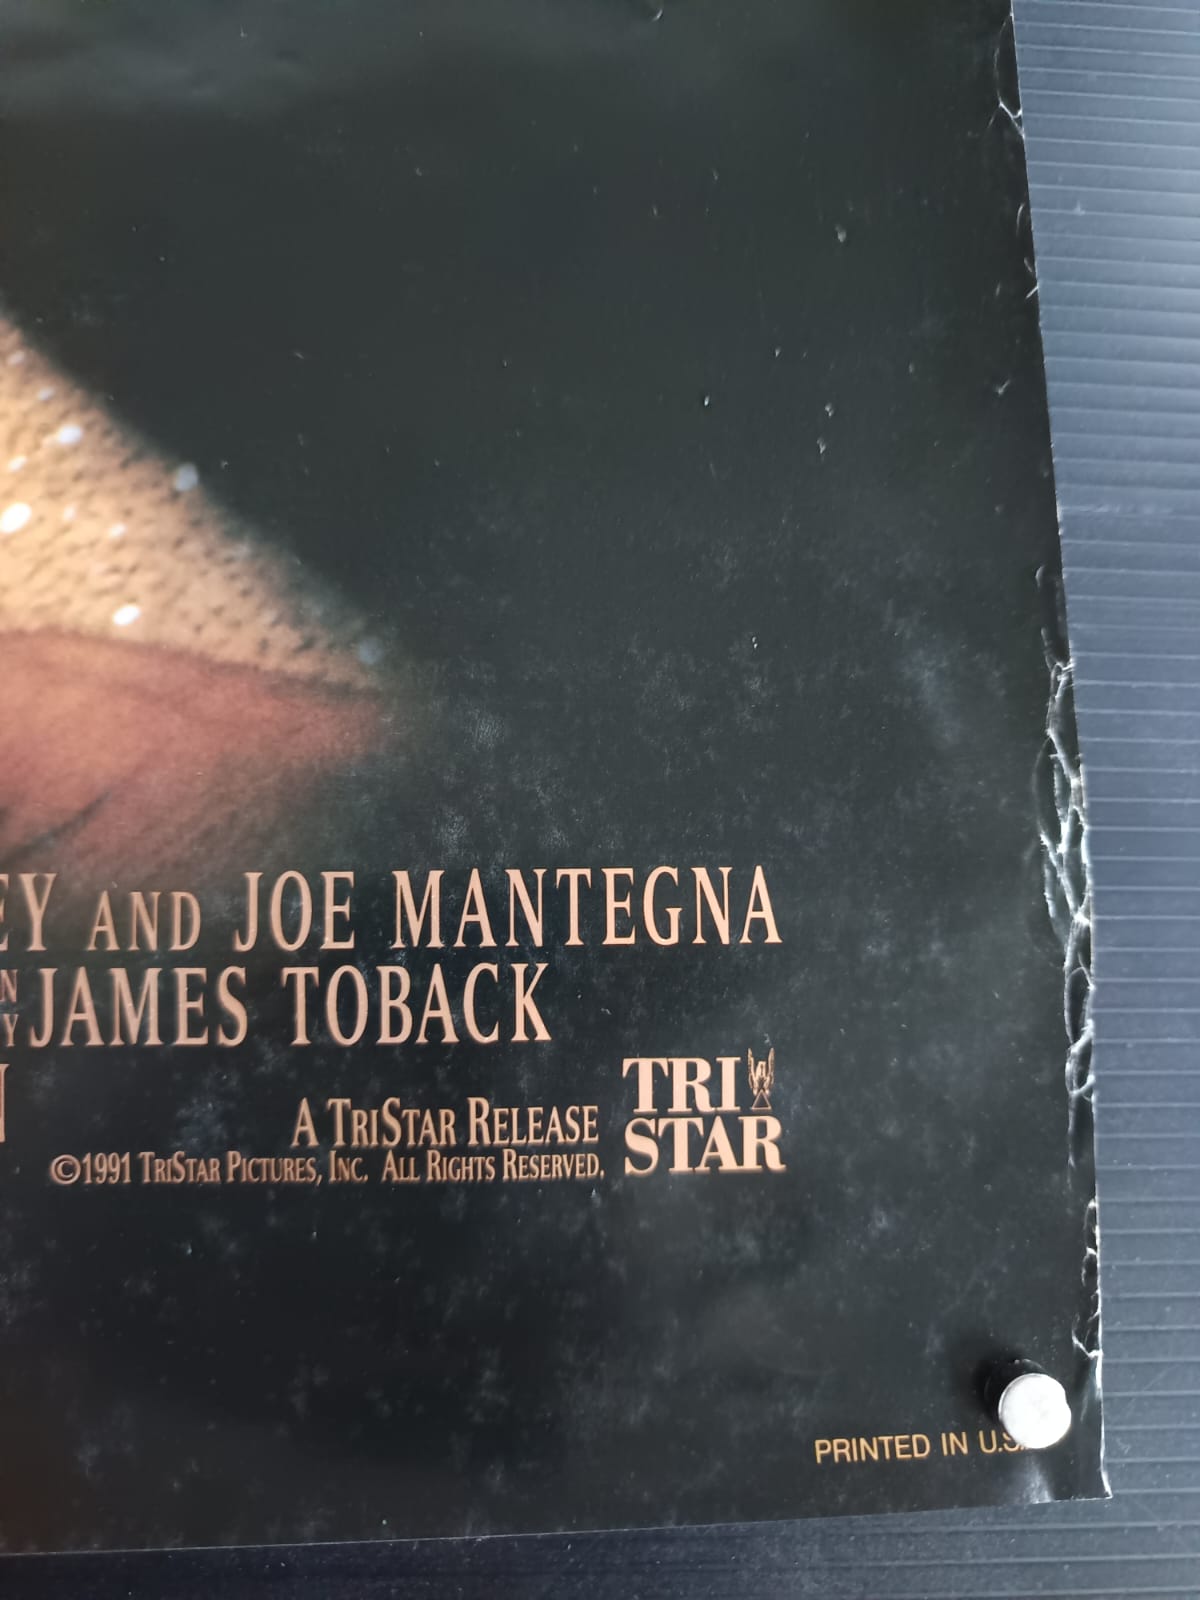 EY AND JOE MANTEGNA
N
Y JAMES TOBACK
N
A TRISTAR RELEASE
TRI STAR
©1991 TRISTAR PICTURES, INC. ALL RIGHTS RESERVED.
PRINTED IN U.S.